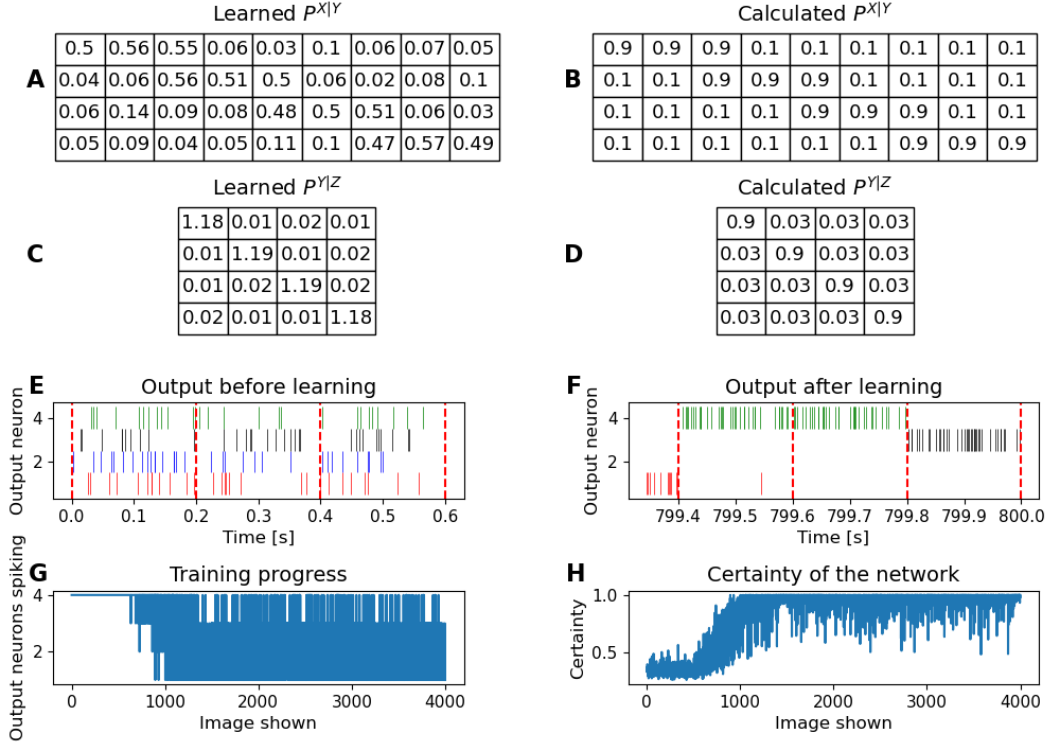 Learned P^{X|Y}
A
0.5 0.56 0.55 0.06 0.03 0.1 0.06 0.07 0.05
0.04 0.06 0.56 0.51 0.5 0.06 0.02 0.08 0.1
0.06 0.14 0.09 0.08 0.48 0.5 0.51 0.06 0.03
0.05 0.09 0.04 0.05 0.11 0.1 0.47 0.57 0.49
Calculated P^{X|Y}
B
0.9 0.9 0.9 0.1 0.1 0.1 0.1 0.1 0.1
0.1 0.1 0.9 0.9 0.9 0.1 0.1 0.1 0.1
0.1 0.1 0.1 0.1 0.9 0.9 0.9 0.1 0.1
0.1 0.1 0.1 0.1 0.1 0.1 0.9 0.9 0.9
Learned P^{Y|Z}
C
1.18 0.01 0.02 0.01
0.01 1.19 0.01 0.02
0.01 0.02 1.19 0.02
0.02 0.01 0.01 1.18
Calculated P^{Y|Z}
D
0.9 0.03 0.03 0.03
0.03 0.9 0.03 0.03
0.03 0.03 0.9 0.03
0.03 0.03 0.03 0.9
E
Output before learning
Output neuron
4
2
0.0 0.1 0.2 0.3 0.4 0.5 0.6
Time [s]
F
Output after learning
Output neuron
4
2
799.4 799.5 799.6 799.7 799.8 799.9 800.0
Time [s]
G
Training progress
Output neurons spiking
4
2
0 1000 2000 3000 4000
Image shown
H
Certainty of the network
Certainty
1.0
0.5
0 1000 2000 3000 4000
Image shown